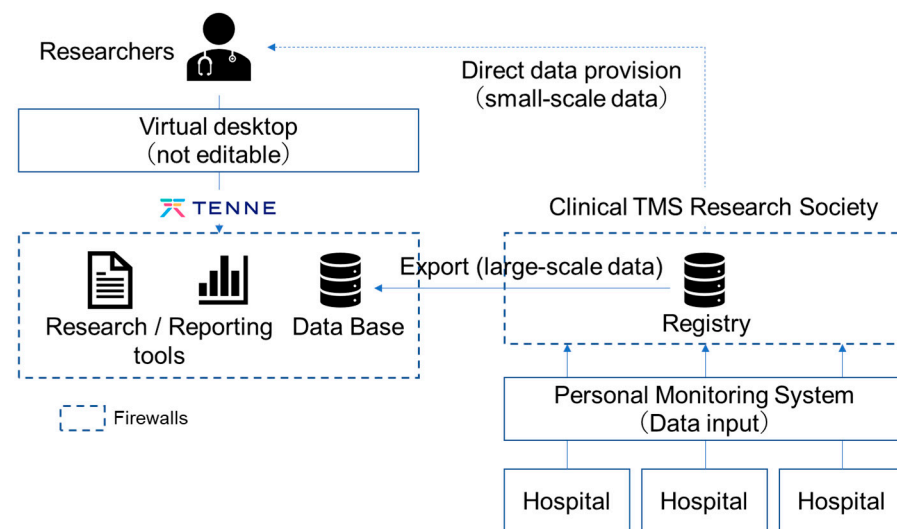 Researchers
Direct data provision
（small-scale data）
Virtual desktop
（not editable）
TENNE
Clinical TMS Research Society
Export (large-scale data)
Research / Reporting
tools
Data Base
Registry
Firewalls
Personal Monitoring System
（Data input）
Hospital
Hospital
Hospital